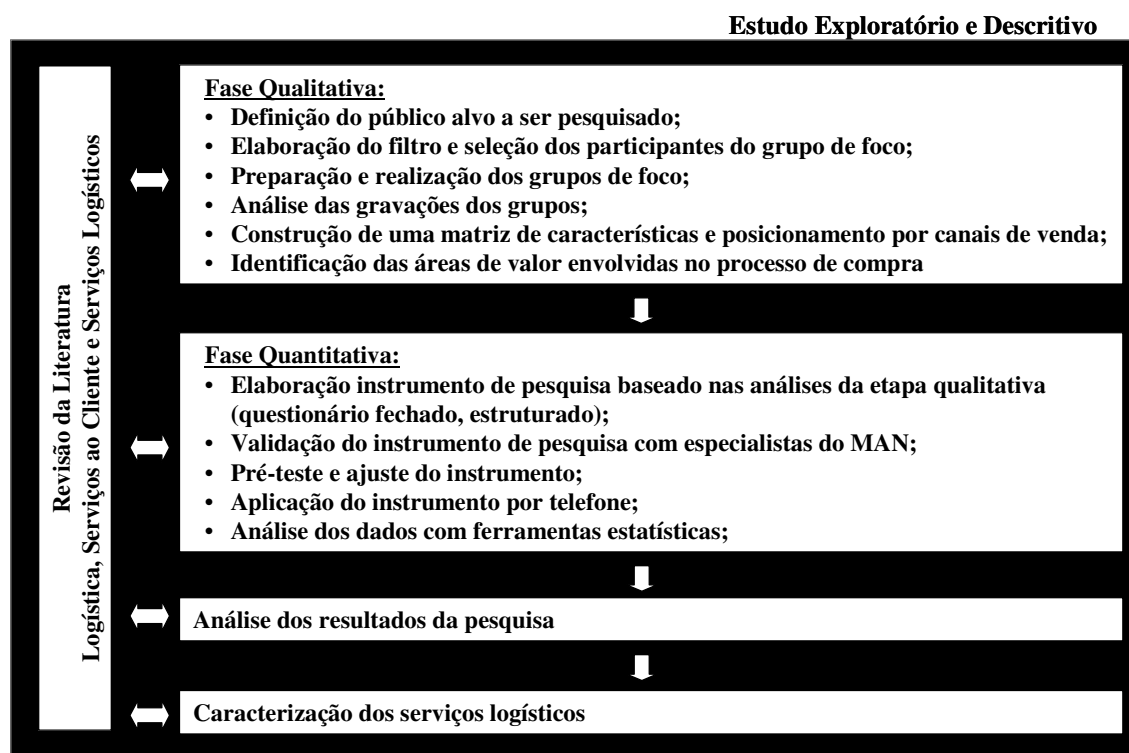 Estudo Exploratório e Descritivo
Revisão da Literatura
Logística, Serviços ao Cliente e Serviços Logísticos
Fase Qualitativa:
• Definição do público alvo a ser pesquisado;
• Elaboração do filtro e seleção dos participantes do grupo de foco;
• Preparação e realização dos grupos de foco;
• Análise das gravações dos grupos;
• Construção de uma matriz de características e posicionamento por canais de venda;
• Identificação das áreas de valor envolvidas no processo de compra
Fase Quantitativa:
• Elaboração instrumento de pesquisa baseado nas análises da etapa qualitativa
(questionário fechado, estruturado);
• Validação do instrumento de pesquisa com especialistas do MAN;
• Pré-teste e ajuste do instrumento;
• Aplicação do instrumento por telefone;
• Análise dos dados com ferramentas estatísticas;
Análise dos resultados da pesquisa
Caracterização dos serviços logísticos